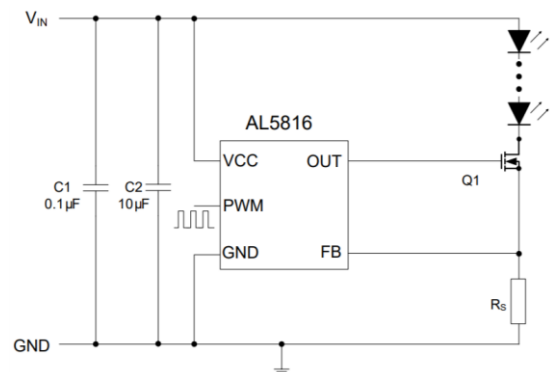 VIN
AL5816
VCC OUT
C1
0.1µF
C2
10µF
Q1
PWM
GND FB
RS
GND